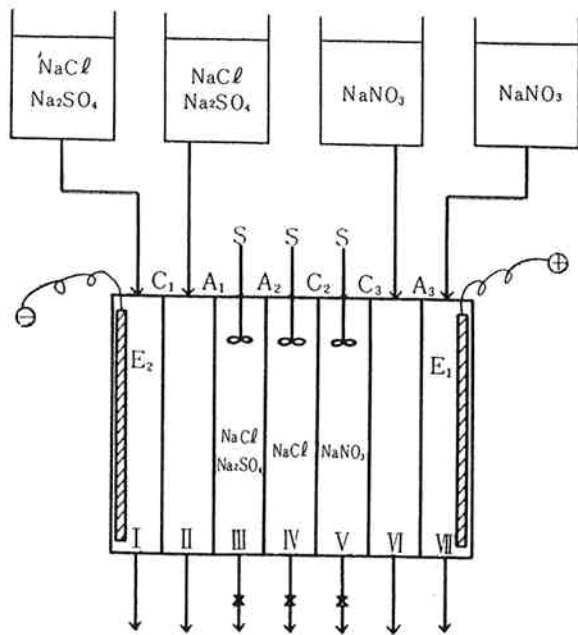 NaCl
Na₂SO₄
NaCl
Na₂SO₄
NaNO₃
NaNO₃
S S S
C₁ A₁ A₂ C₂ C₃ A₃
⊖
⊕
E₂
E₁
NaCl
Na₂SO₄
NaCl
NaNO₃
I II III IV V VI VII